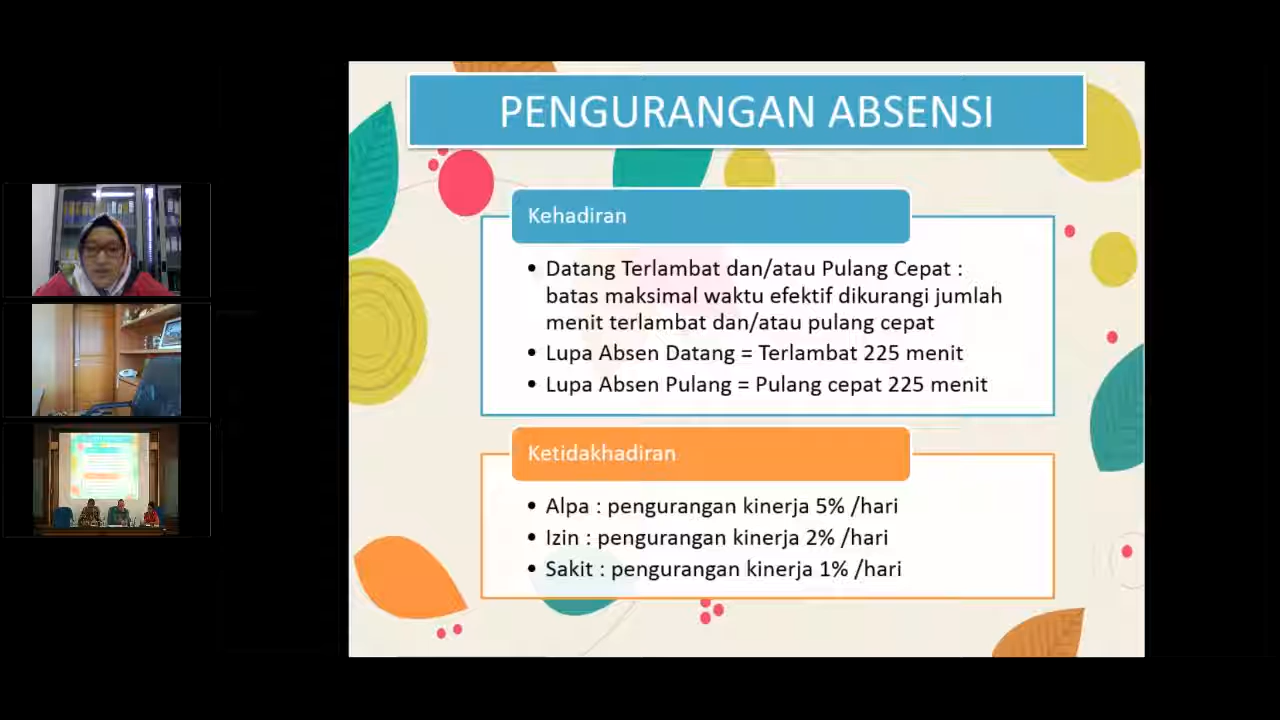 PENGURANGAN ABSENSI
Kehadiran
• Datang Terlambat dan/atau Pulang Cepat :
batas maksimal waktu efektif dikurangi jumlah
menit terlambat dan/atau pulang cepat
• Lupa Absen Datang = Terlambat 225 menit
• Lupa Absen Pulang = Pulang cepat 225 menit
Ketidakhadiran
• Alpa : pengurangan kinerja 5% /hari
• Izin : pengurangan kinerja 2% /hari
• Sakit : pengurangan kinerja 1% /hari